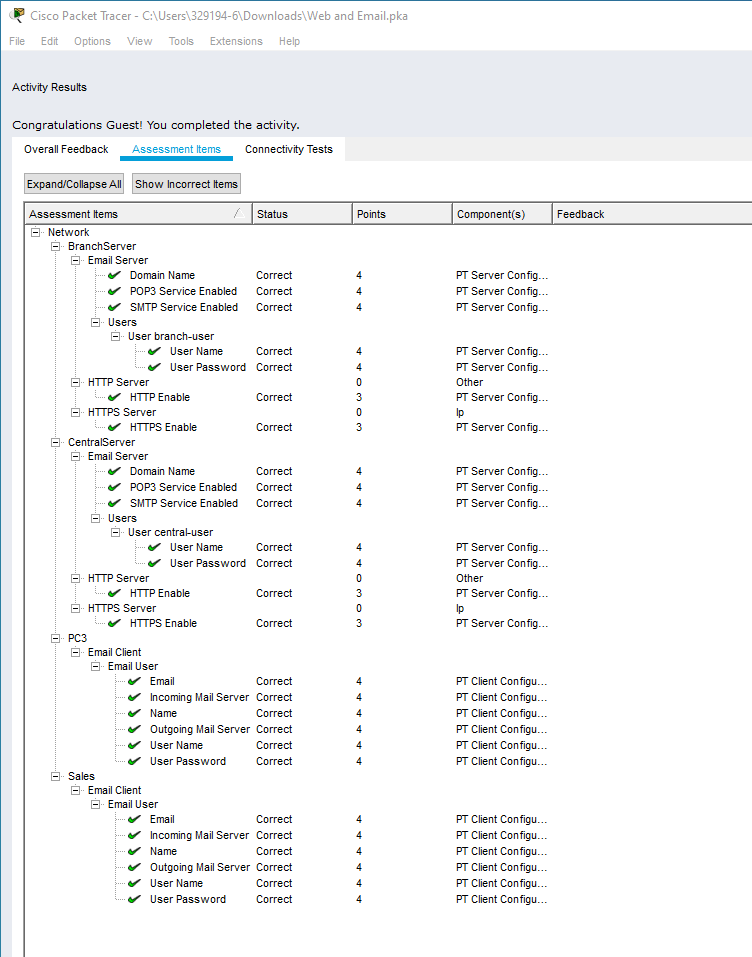 Cisco Packet Tracer - C:\Users\329194-6\Downloads\Web and Email.pka
File Edit Options View Tools Extensions Help
Activity Results
Congratulations Guest! You completed the activity.
Overall Feedback Assessment Items Connectivity Tests
Expand/Collapse All Show Incorrect Items
Assessment Items Status Points Component(s) Feedback
Network
BranchServer
Email Server
Domain Name Correct 4 PT Server Config...
POP3 Service Enabled Correct 4 PT Server Config...
SMTP Service Enabled Correct 4 PT Server Config...
Users
User branch-user
User Name Correct 4 PT Server Config...
User Password Correct 4 PT Server Config...
HTTP Server 0 Other
HTTP Enable Correct 3 PT Server Config...
HTTPS Server 0 Ip
HTTPS Enable Correct 3 PT Server Config...
CentralServer
Email Server
Domain Name Correct 4 PT Server Config...
POP3 Service Enabled Correct 4 PT Server Config...
SMTP Service Enabled Correct 4 PT Server Config...
Users
User central-user
User Name Correct 4 PT Server Config...
User Password Correct 4 PT Server Config...
HTTP Server 0 Other
HTTP Enable Correct 3 PT Server Config...
HTTPS Server 0 Ip
HTTPS Enable Correct 3 PT Server Config...
PC3
Email Client
Email User
Email Correct 4 PT Client Configu...
Incoming Mail Server Correct 4 PT Client Configu...
Name Correct 4 PT Client Configu...
Outgoing Mail Server Correct 4 PT Client Configu...
User Name Correct 4 PT Client Configu...
User Password Correct 4 PT Client Configu...
Sales
Email Client
Email User
Email Correct 4 PT Client Configu...
Incoming Mail Server Correct 4 PT Client Configu...
Name Correct 4 PT Client Configu...
Outgoing Mail Server Correct 4 PT Client Configu...
User Name Correct 4 PT Client Configu...
User Password Correct 4 PT Client Configu...